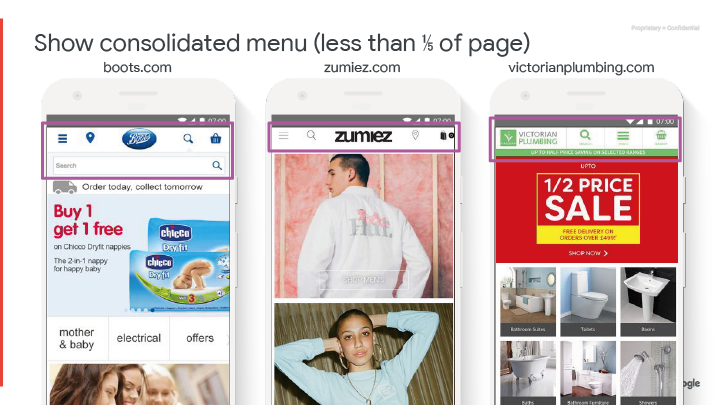 Proprietary + Confidential
Show consolidated menu (less than ⅕ of page)
boots.com
zumiez.com
victorianplumbing.com
07:00
07:00
07:00
Boots
Search
Order today, collect tomorrow
Buy 1
get 1 free
on Chicco Dryfit nappies
The 2-in-1 nappy
for happy baby
chicco
Dry fit
chicco
Dry fit
mother
& baby
electrical
offers
zumiez
SHOP MENS
VICTORIAN
PLUMBING
UP TO HALF PRICE SAVING ON SELECTED RANGES
UPTO
1/2 PRICE
SALE
FREE DELIVERY ON
ORDERS OVER £499*
SHOP NOW
Bathroom Suites
Toilets
Basins
Baths
Bathroom Furniture
Showers
ogle